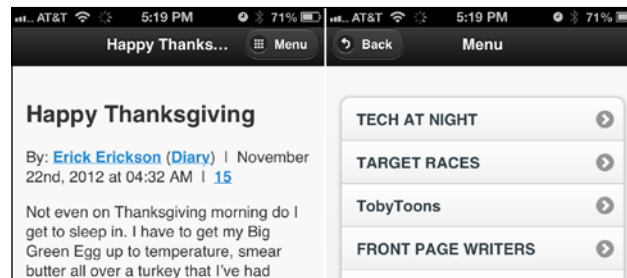 AT&T 5:19 PM 71%
Happy Thanks... Menu
Happy Thanksgiving
By: Erick Erickson (Diary) | November
22nd, 2012 at 04:32 AM | 15
Not even on Thanksgiving morning do I
get to sleep in. I have to get my Big
Green Egg up to temperature, smear
butter all over a turkey that I've had
AT&T 5:19 PM 71%
Back Menu
TECH AT NIGHT
TARGET RACES
TobyToons
FRONT PAGE WRITERS